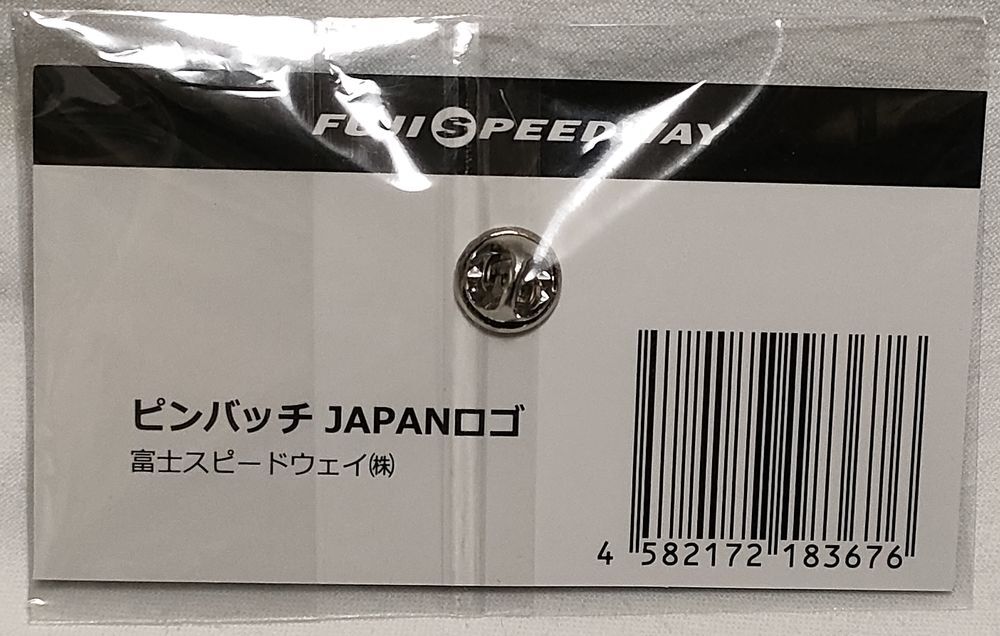 FUJI SPEEDWAY
ピンバッチ JAPANロゴ
富士スピードウェイ㈱
4 582172 183676